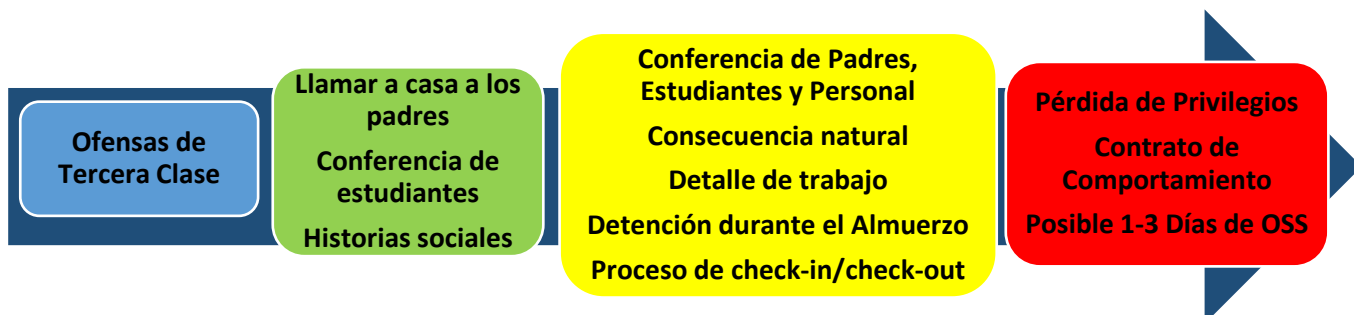 Ofensas de
Tercera Clase
Llamar a casa a los
padres
Conferencia de
estudiantes
Historias sociales
Conferencia de Padres,
Estudiantes y Personal
Consecuencia natural
Detalle de trabajo
Detención durante el Almuerzo
Proceso de check-in/check-out
Pérdida de Privilegios
Contrato de
Comportamiento
Posible 1-3 Días de OSS